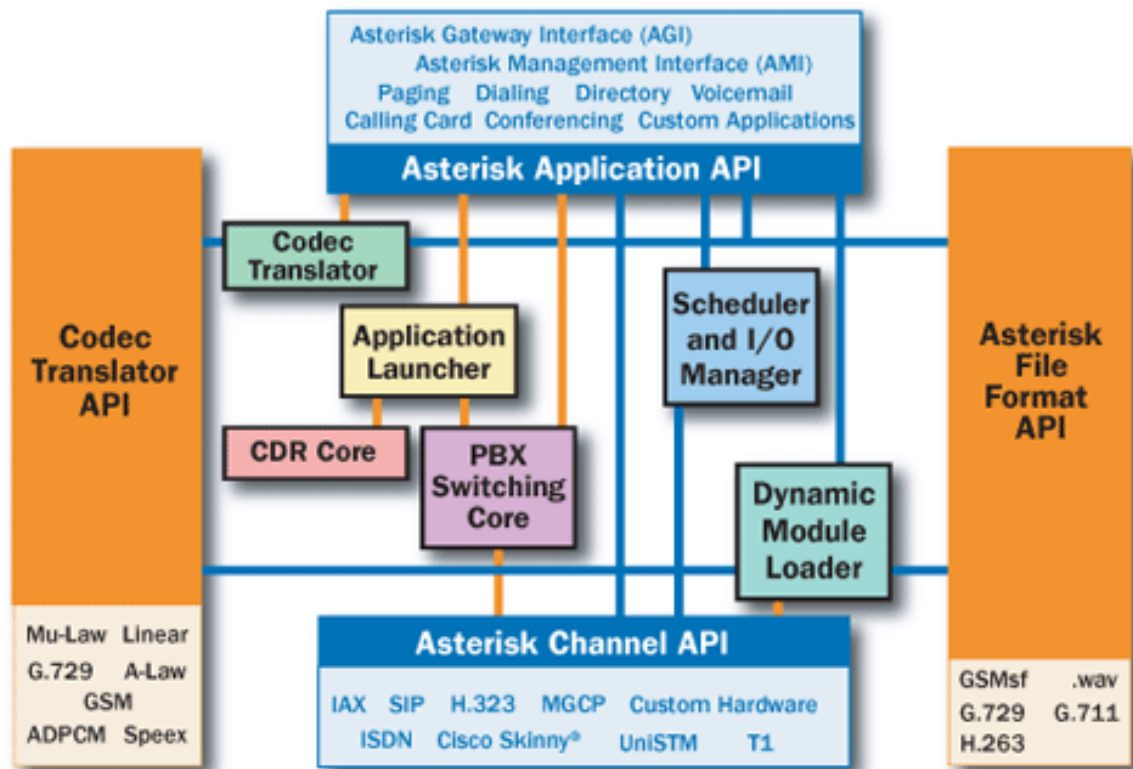 Asterisk Gateway Interface (AGI)
Asterisk Management Interface (AMI)
Paging Dialing Directory Voicemail
Calling Card Conferencing Custom Applications
Asterisk Application API
Codec
Translator
API
Mu-Law Linear
G.729 A-Law
GSM
ADPCM Speex
Codec
Translator
Application
Launcher
CDR Core
PBX
Switching
Core
Scheduler
and I/O
Manager
Dynamic
Module
Loader
Asterisk Channel API
IAX SIP H.323 MGCP Custom Hardware
ISDN Cisco Skinny® UniSTM T1
Asterisk
File
Format
API
GSMsf .wav
G.729 G.711
H.263